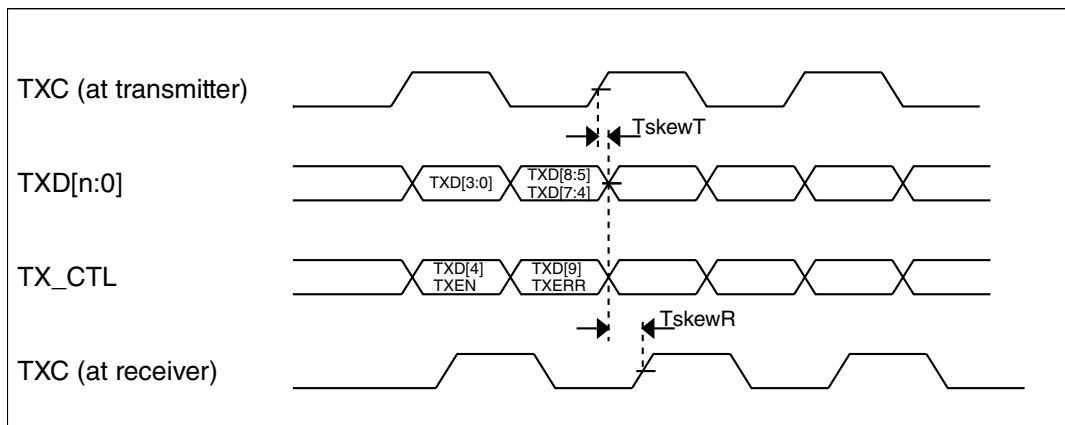 TXC (at transmitter)
TskewT
TXD[n:0]
TXD[3:0]
TXD[8:5]
TXD[7:4]
TX_CTL
TXD[4]
TXEN
TXD[9]
TXERR
TskewR
TXC (at receiver)